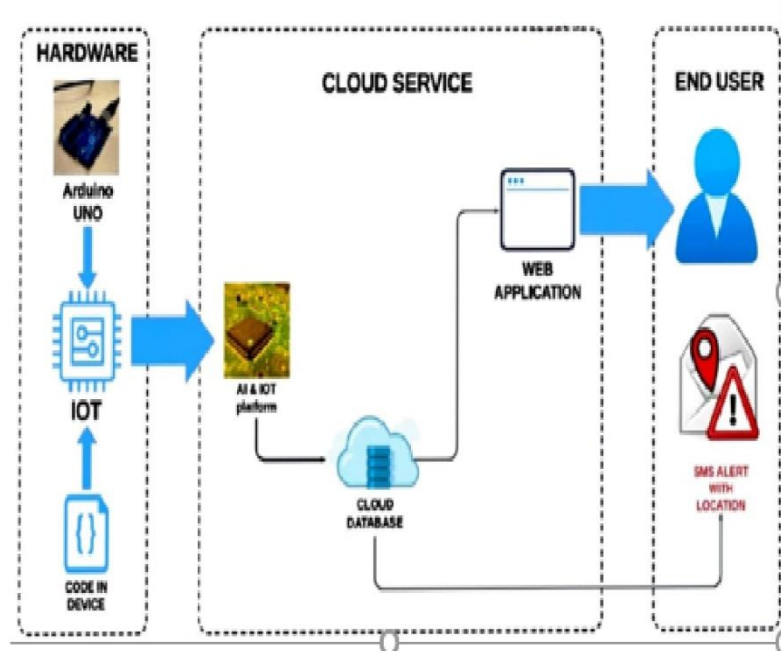 HARDWARE
Arduino
UNO
IOT
CODE IN
DEVICE
CLOUD SERVICE
AI & IOT
platform
CLOUD
DATABASE
WEB
APPLICATION
END USER
SMS ALERT
WITH
LOCATION